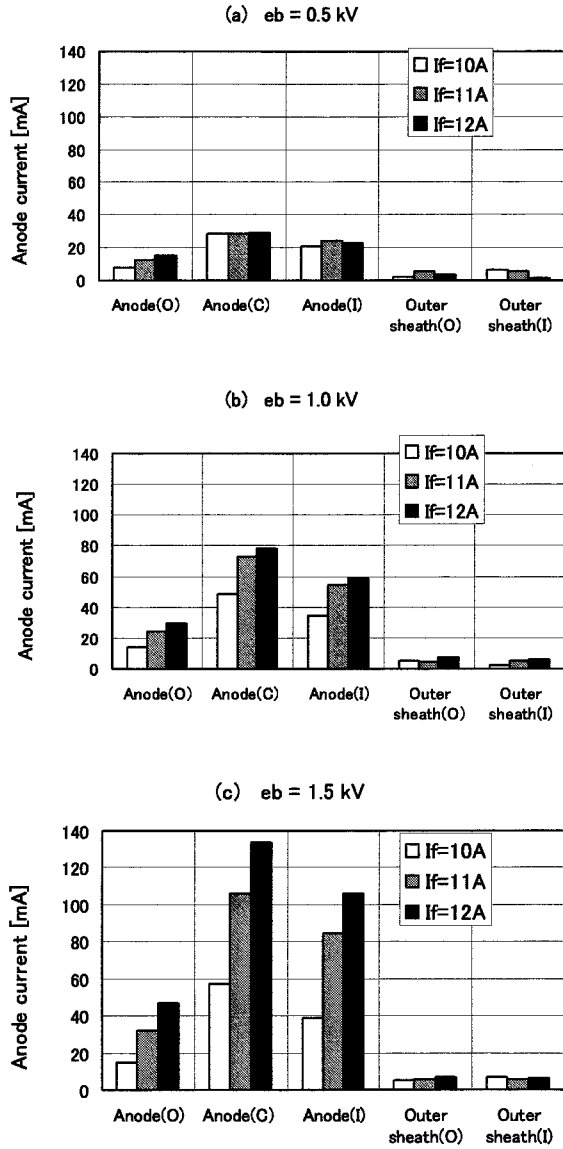 (a) eb = 0.5 kV
Anode current [mA]
140
120
100
80
60
40
20
0
If=10A
If=11A
If=12A
Anode(O) Anode(C) Anode(I) Outer sheath(O) Outer sheath(I)
(b) eb = 1.0 kV
Anode current [mA]
140
120
100
80
60
40
20
0
If=10A
If=11A
If=12A
Anode(O) Anode(C) Anode(I) Outer sheath(O) Outer sheath(I)
(c) eb = 1.5 kV
Anode current [mA]
140
120
100
80
60
40
20
0
If=10A
If=11A
If=12A
Anode(O) Anode(C) Anode(I) Outer sheath(O) Outer sheath(I)